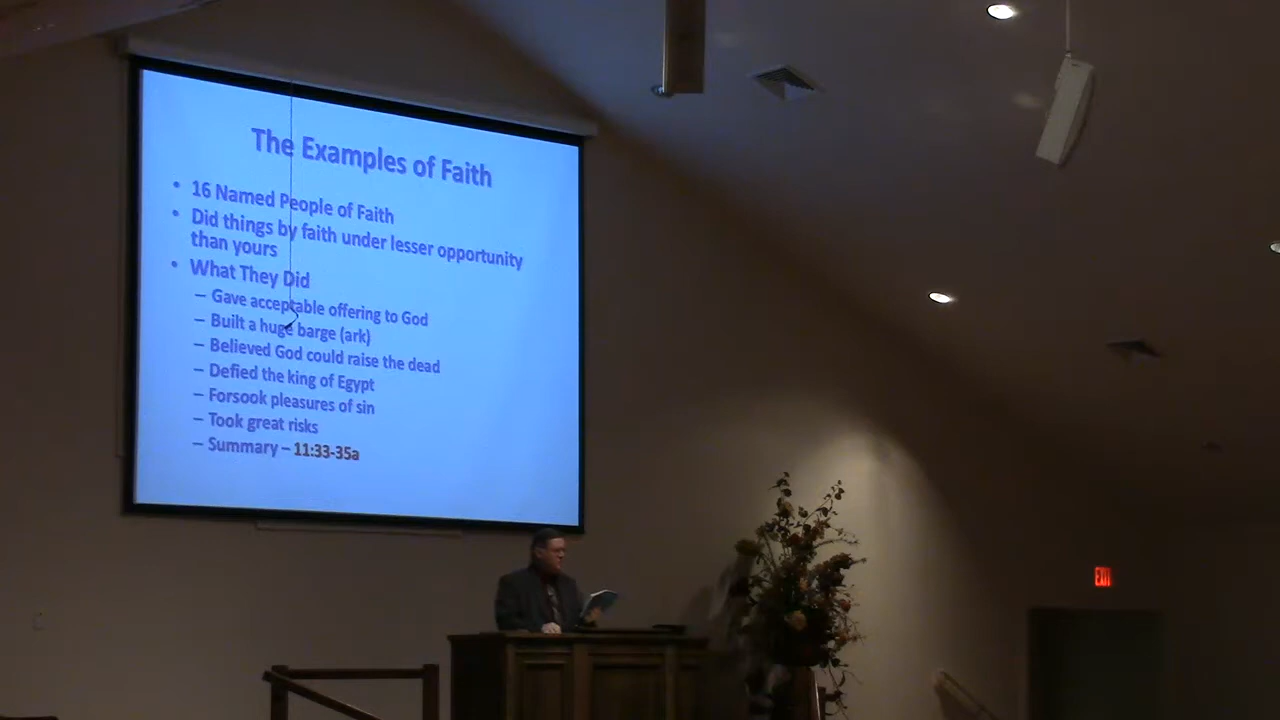 The Examples of Faith
• 16 Named People of Faith
• Did things by faith under lesser opportunity
than yours
• What They Did
– Gave acceptable offering to God
– Built a huge barge (ark)
– Believed God could raise the dead
– Defied the king of Egypt
– Forsook pleasures of sin
– Took great risks
– Summary – 11:33-35a
EXIT